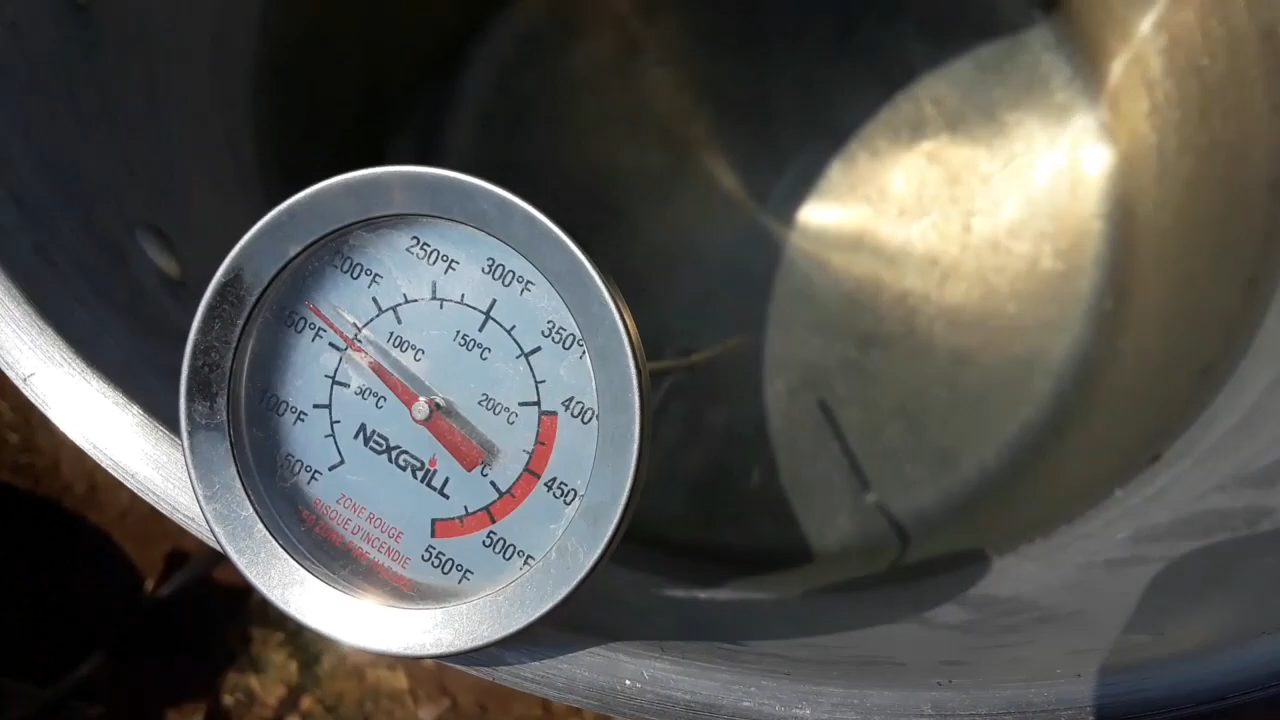 250°F
300°F
200°F
350°
150°F
150°C
100°C
400°
200°C
50°C
100°F
NEXGRILL
450°
50°F
500°F
550°F
ZONE ROUGE
RISQUE D'INCENDIE